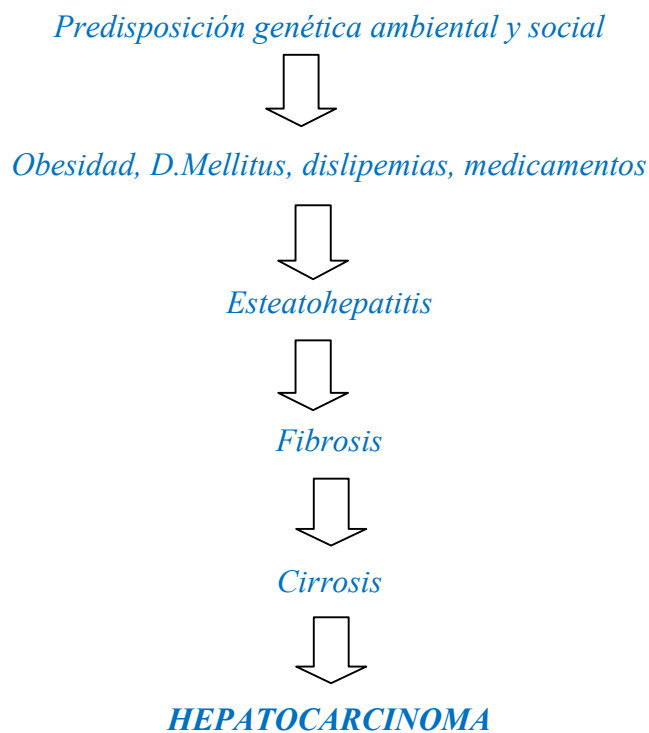 Predisposición genética ambiental y social
Obesidad, D.Mellitus, dislipemias, medicamentos
Esteatohepatitis
Fibrosis
Cirrosis
HEPATOCARCINOMA